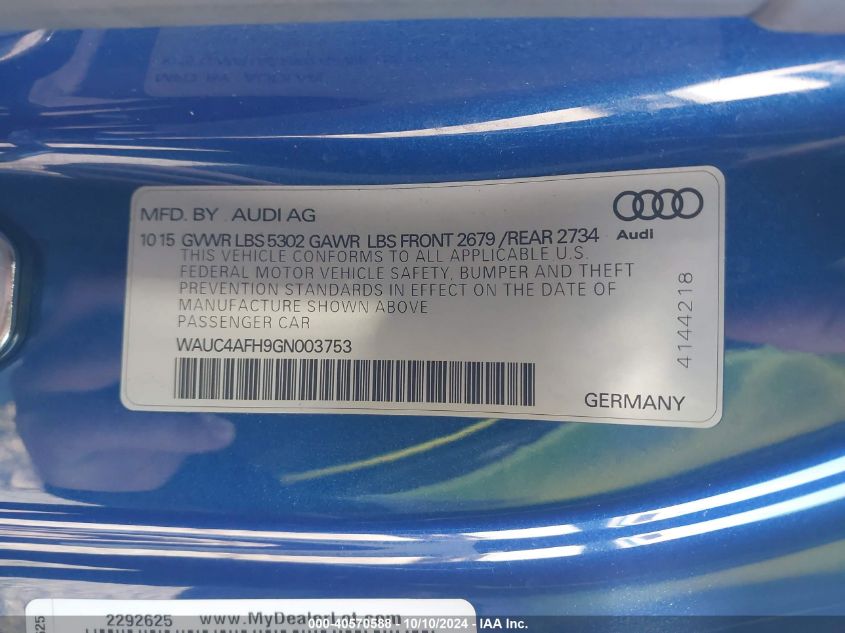 MFD. BY . AUDI AG
Audi
10 15 GVWR LBS 5302 GAWR LBS FRONT 2679 /REAR 2734
THIS VEHICLE CONFORMS TO ALL APPLICABLE U.S.
FEDERAL MOTOR VEHICLE SAFETY, BUMPER AND THEFT
PREVENTION STANDARDS IN EFFECT ON THE DATE OF
MANUFACTURE SHOWN ABOVE
PASSENGER CAR
WAUC4AFH9GN003753
4144218
GERMANY
2292625 www.MyDealerLot.com
000-40570588 - 10/10/2024 - IAA, Inc.